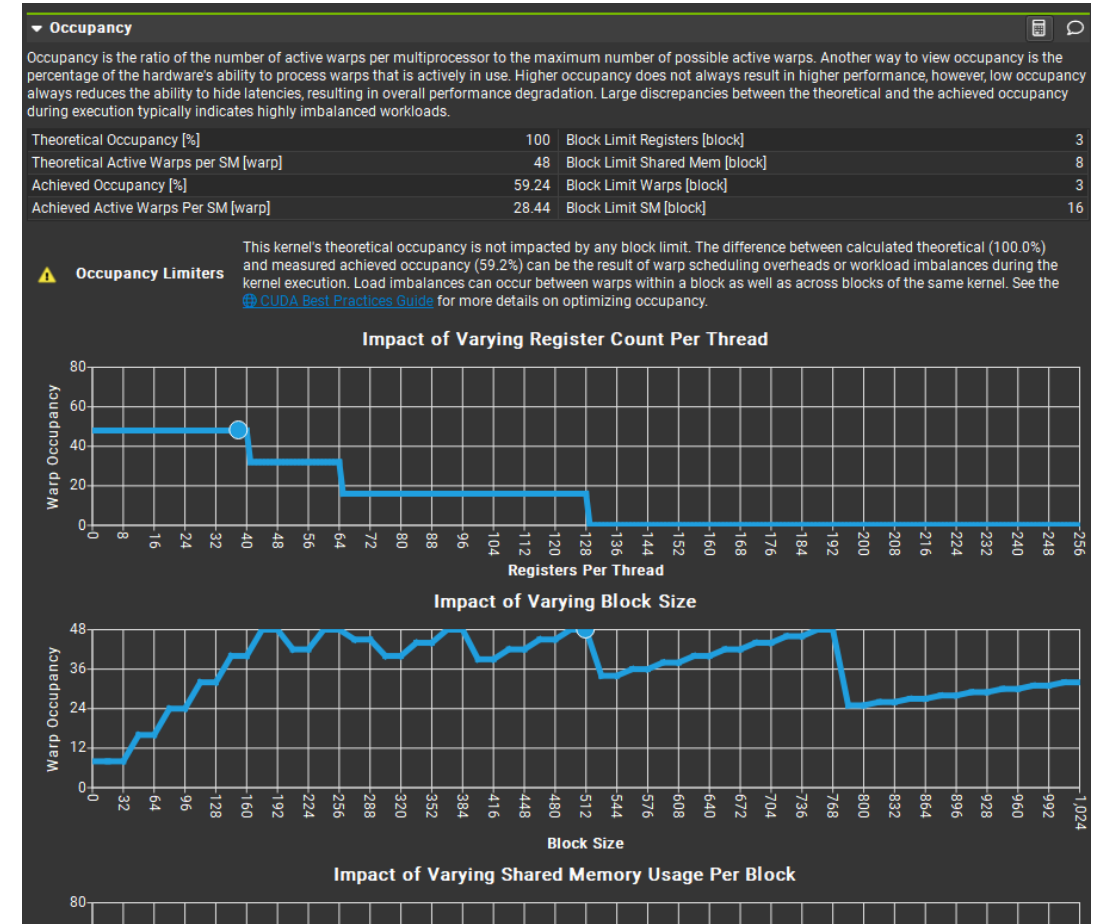 Occupancy
Occupancy is the ratio of the number of active warps per multiprocessor to the maximum number of possible active warps. Another way to view occupancy is the
percentage of the hardware's ability to process warps that is actively in use. Higher occupancy does not always result in higher performance, however, low occupancy
always reduces the ability to hide latencies, resulting in overall performance degradation. Large discrepancies between the theoretical and the achieved occupancy
during execution typically indicates highly imbalanced workloads.
Theoretical Occupancy [%] 100 Block Limit Registers [block] 3
Theoretical Active Warps per SM [warp] 48 Block Limit Shared Mem [block] 8
Achieved Occupancy [%] 59.24 Block Limit Warps [block] 3
Achieved Active Warps Per SM [warp] 28.44 Block Limit SM [block] 16
Occupancy Limiters
This kernel's theoretical occupancy is not impacted by any block limit. The difference between calculated theoretical (100.0%)
and measured achieved occupancy (59.2%) can be the result of warp scheduling overheads or workload imbalances during the
kernel execution. Load imbalances can occur between warps within a block as well as across blocks of the same kernel. See the
CUDA Best Practices Guide for more details on optimizing occupancy.
Impact of Varying Register Count Per Thread
Warp Occupancy
80
60
40
20
0
0 8 16 24 32 40 48 56 64 72 80 88 96 104 112 120 128 136 144 152 160 168 176 184 192 200 208 216 224 232 240 248 256
Registers Per Thread
Impact of Varying Block Size
Warp Occupancy
48
36
24
12
0
0 32 64 96 128 160 192 224 256 288 320 352 384 416 448 480 512 544 576 608 640 672 704 736 768 800 832 864 896 928 960 992 1,024
Block Size
Impact of Varying Shared Memory Usage Per Block
80